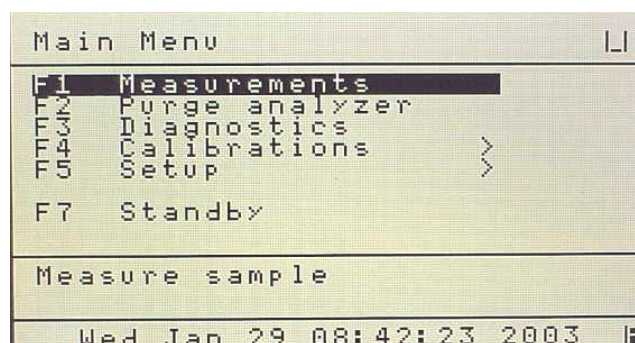 Main Menu
F1 Measurements
F2 Purge analyzer
F3 Diagnostics
F4 Calibrations >
F5 Setup >
F7 Standby
Measure sample
Wed Jan 29 08:42:23 2003